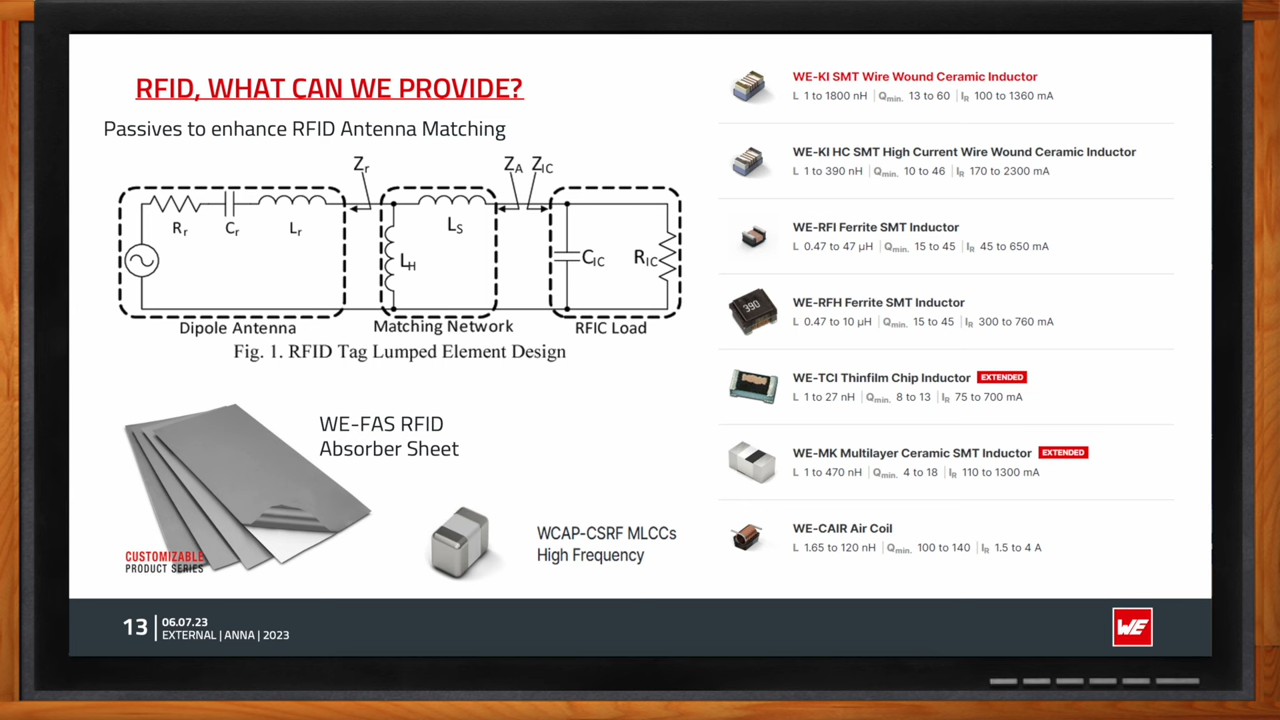 RFID, WHAT CAN WE PROVIDE?
Passives to enhance RFID Antenna Matching
Zr
ZA ZIC
Rr
Cr
Lr
LS
LH
CIC
RIC
Dipole Antenna
Matching Network
RFIC Load
Fig. 1. RFID Tag Lumped Element Design
WE-FAS RFID
Absorber Sheet
CUSTOMIZABLE
PRODUCT SERIES
WCAP-CSRF MLCCs
High Frequency
WE-KI SMT Wire Wound Ceramic Inductor
L 1 to 1800 nH | Qmin. 13 to 60 | IR 100 to 1360 mA
WE-KI HC SMT High Current Wire Wound Ceramic Inductor
L 1 to 390 nH | Qmin. 10 to 46 | IR 170 to 2300 mA
WE-RFI Ferrite SMT Inductor
L 0.47 to 47 µH | Qmin. 15 to 45 | IR 45 to 650 mA
390
WE-RFH Ferrite SMT Inductor
L 0.47 to 10 µH | Qmin. 15 to 45 | IR 300 to 760 mA
WE-TCI Thinfilm Chip Inductor EXTENDED
L 1 to 27 nH | Qmin. 8 to 13 | IR 75 to 700 mA
WE-MK Multilayer Ceramic SMT Inductor EXTENDED
L 1 to 470 nH | Qmin. 4 to 18 | IR 110 to 1300 mA
WE-CAIR Air Coil
L 1.65 to 120 nH | Qmin. 100 to 140 | IR 1.5 to 4 A
13
06.07.23
EXTERNAL | ANNA | 2023
WE